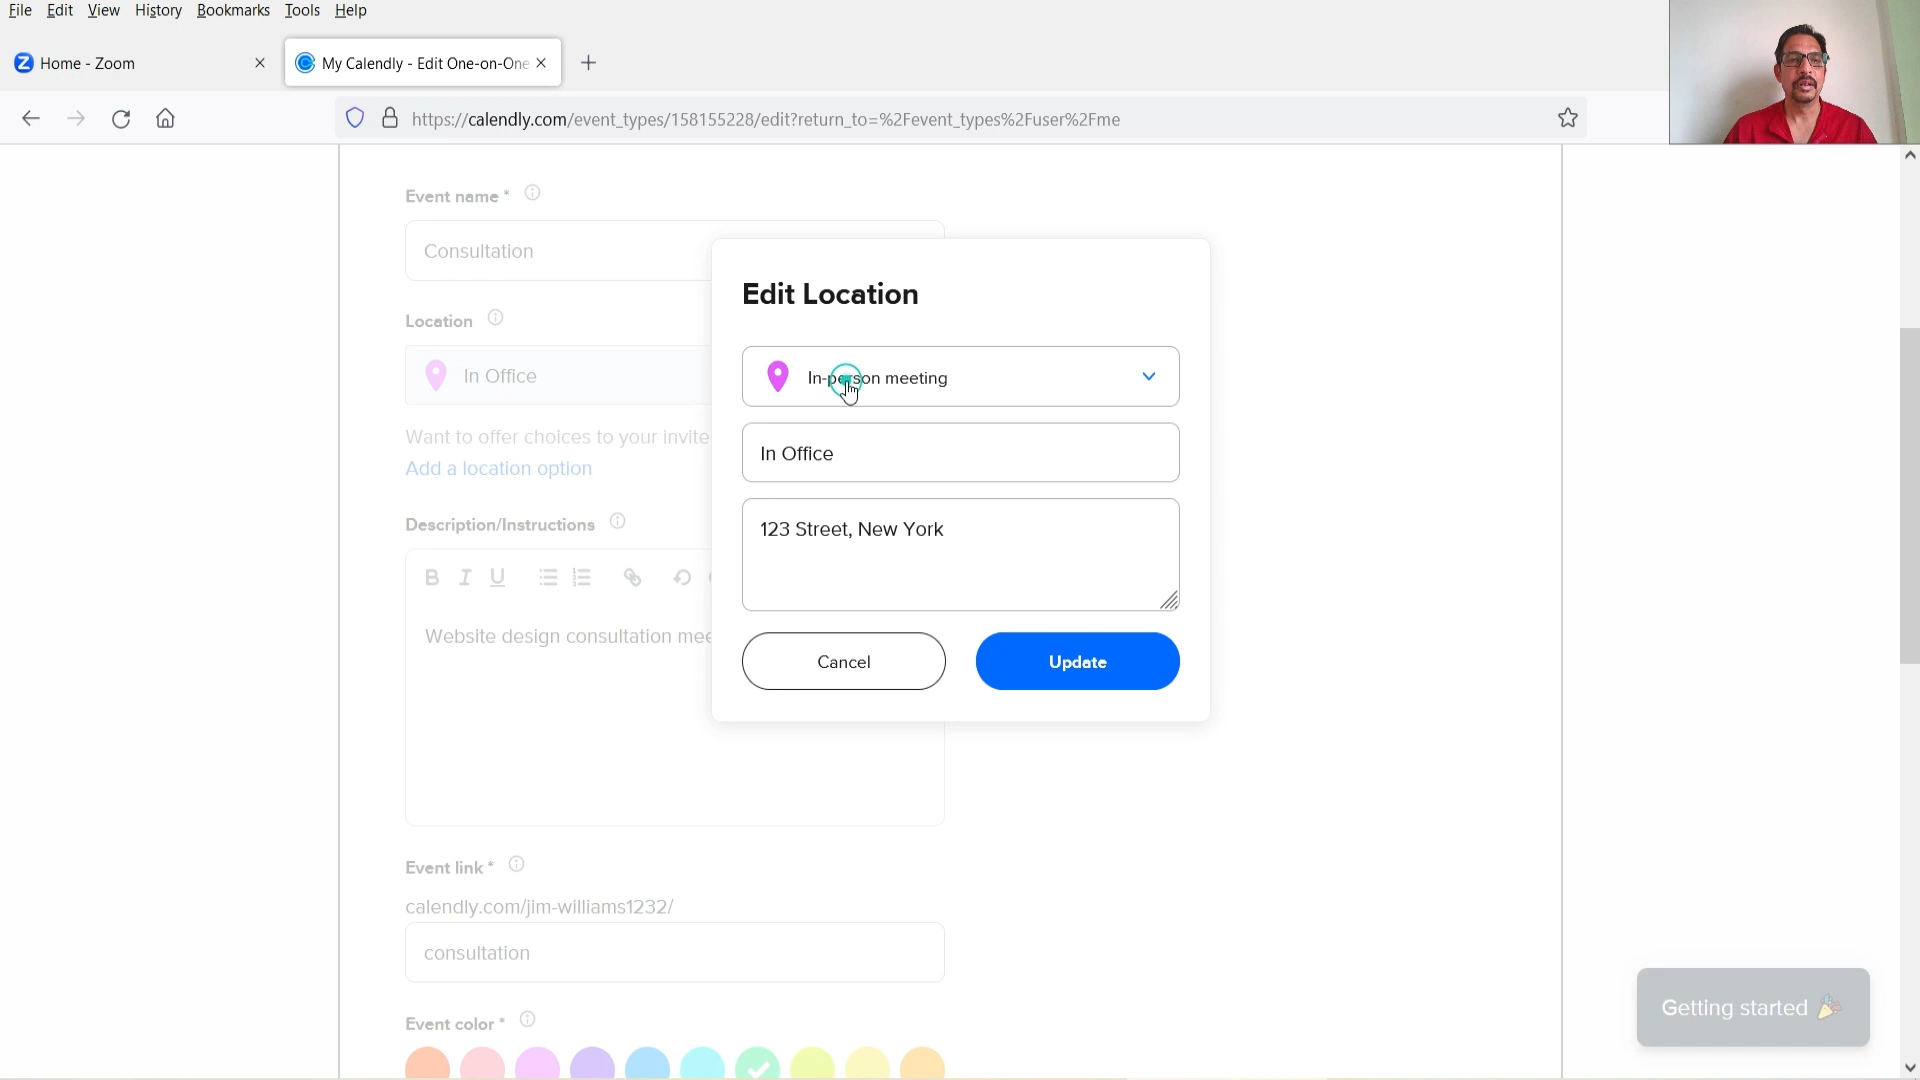 File Edit View History Bookmarks Tools Help
Home - Zoom
My Calendly - Edit One-on-One
https://calendly.com/event_types/158155228/edit?return_to=%2Fevent_types%2Fuser%2Fme
Event name *
Consultation
Location
In Office
Want to offer choices to your invite
Add a location option
Description/Instructions
B I U
Website design consultation mee
Event link *
calendly.com/jim-williams1232/
consultation
Event color *
Edit Location
In-person meeting
In Office
123 Street, New York
Cancel
Update
Getting started